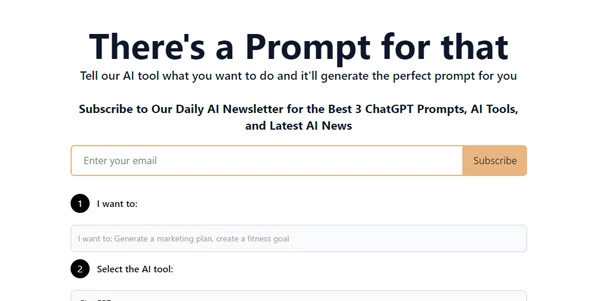 There's a Prompt for that
Tell our AI tool what you want to do and it'll generate the perfect prompt for you
Subscribe to Our Daily AI Newsletter for the Best 3 ChatGPT Prompts, AI Tools,
and Latest AI News
Enter your email
Subscribe
1 I want to:
I want to: Generate a marketing plan, create a fitness goal
2 Select the AI tool: